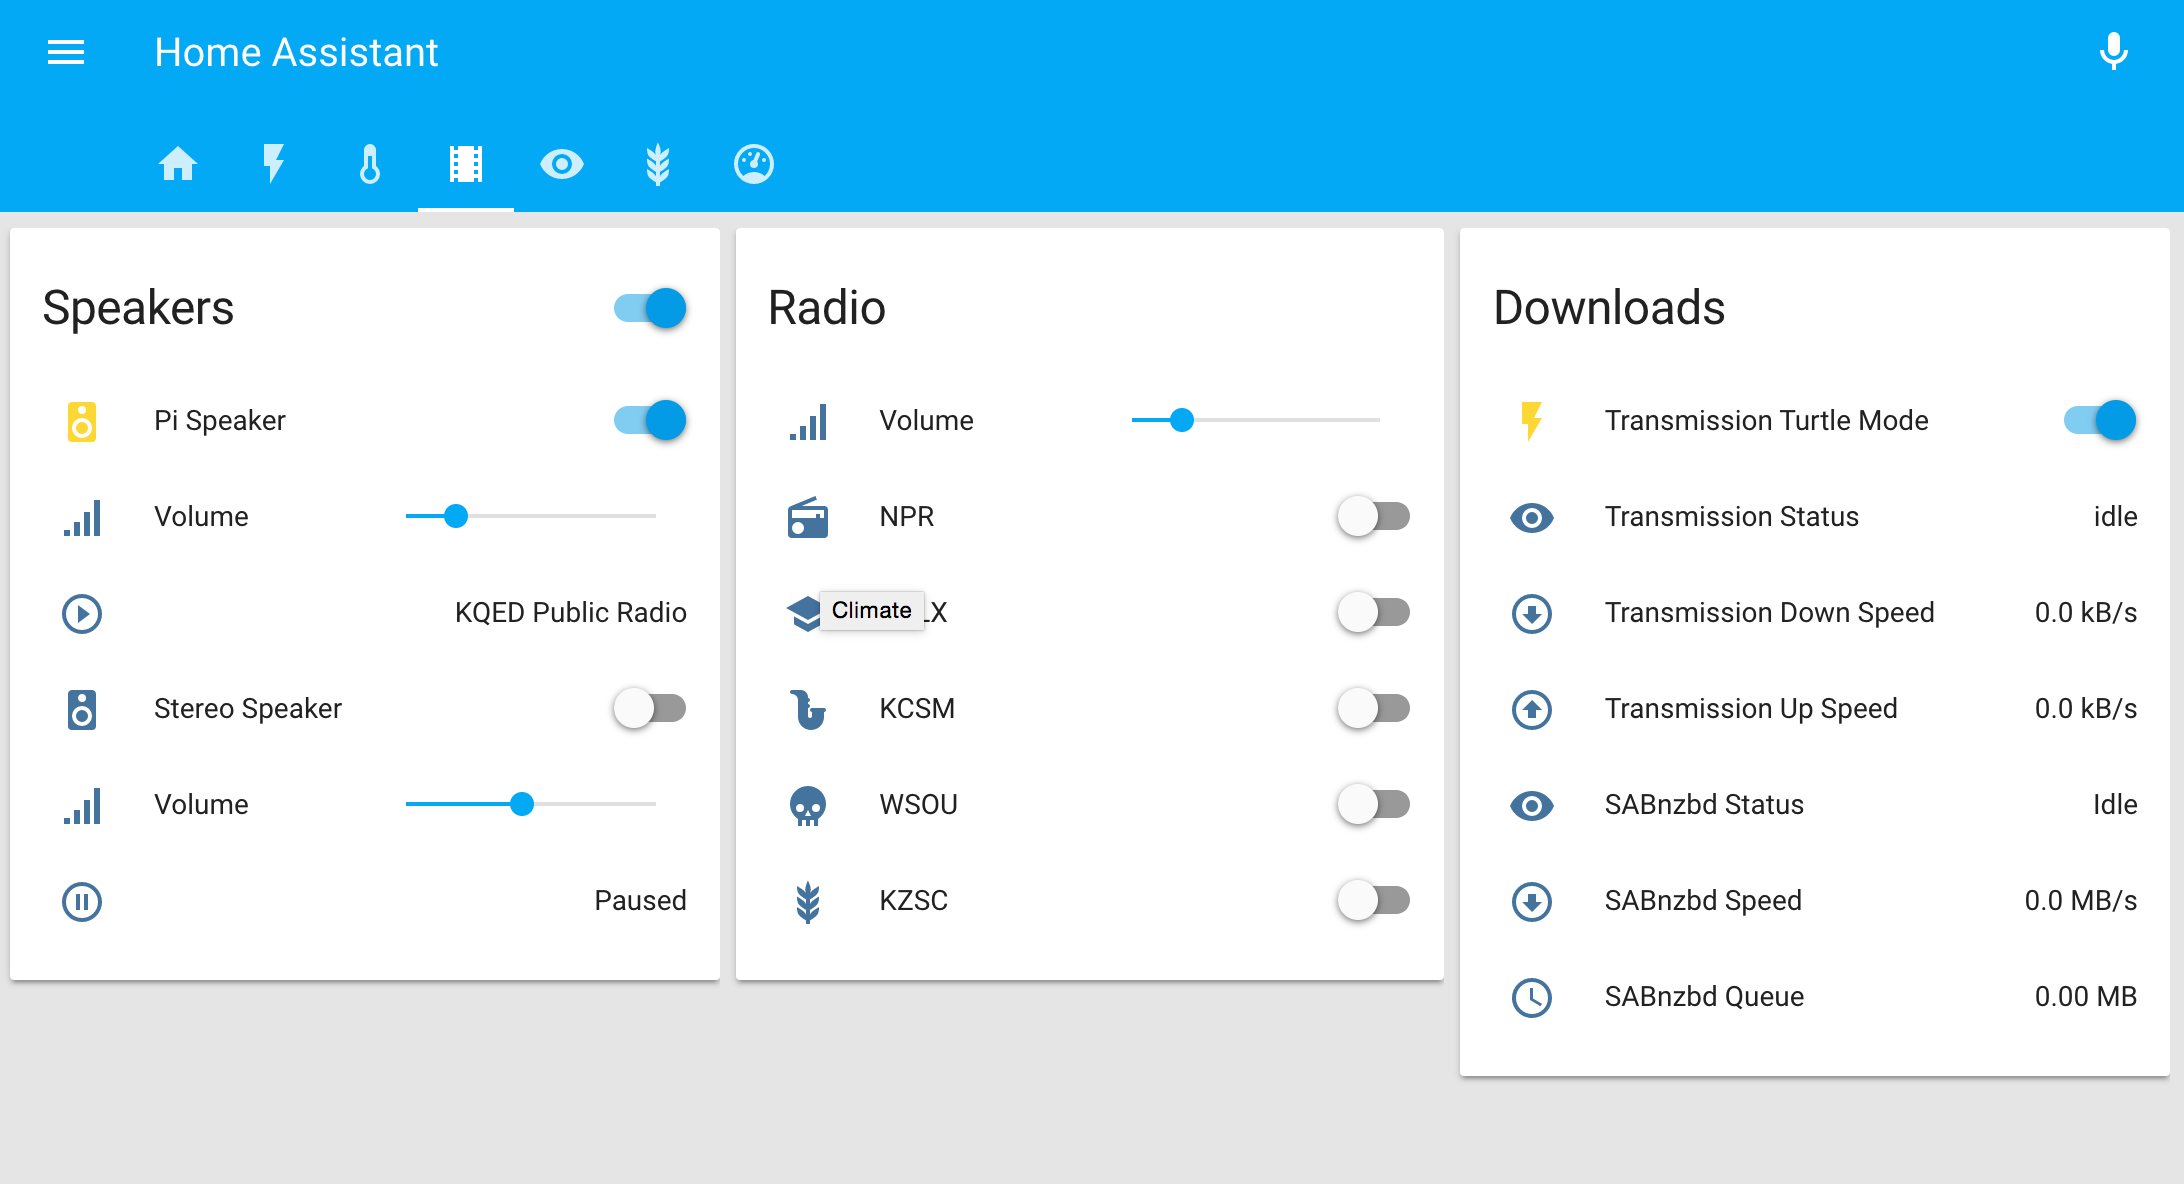 Home Assistant
Speakers
Pi Speaker
Volume
KQED Public Radio
Stereo Speaker
Volume
Paused
Radio
Volume
NPR
Climate
KCSM
WSOU
KZSC
Downloads
Transmission Turtle Mode
Transmission Status idle
Transmission Down Speed 0.0 kB/s
Transmission Up Speed 0.0 kB/s
SABnzbd Status Idle
SABnzbd Speed 0.0 MB/s
SABnzbd Queue 0.00 MB